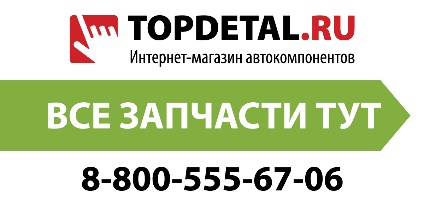 TOPDETAL.RU
Интернет-магазин автокомпонентов
ВСЕ ЗАПЧАСТИ ТУТ
8-800-555-67-06